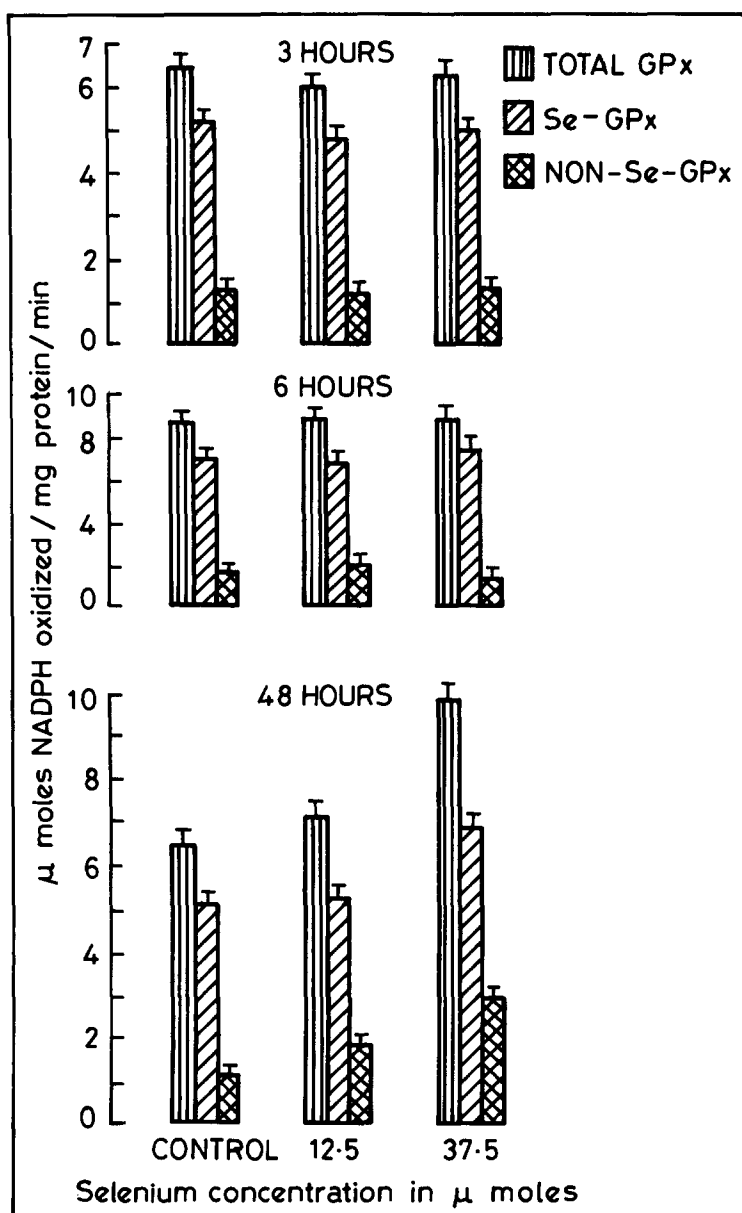 μ moles NADPH oxidized / mg protein / min
3 HOURS
7
6
4
2
0
TOTAL GPx
Se-GPx
NON-Se-GPx
6 HOURS
10
8
4
2
0
48 HOURS
10
8
6
4
2
0
CONTROL 12·5 37·5
Selenium concentration in μ moles